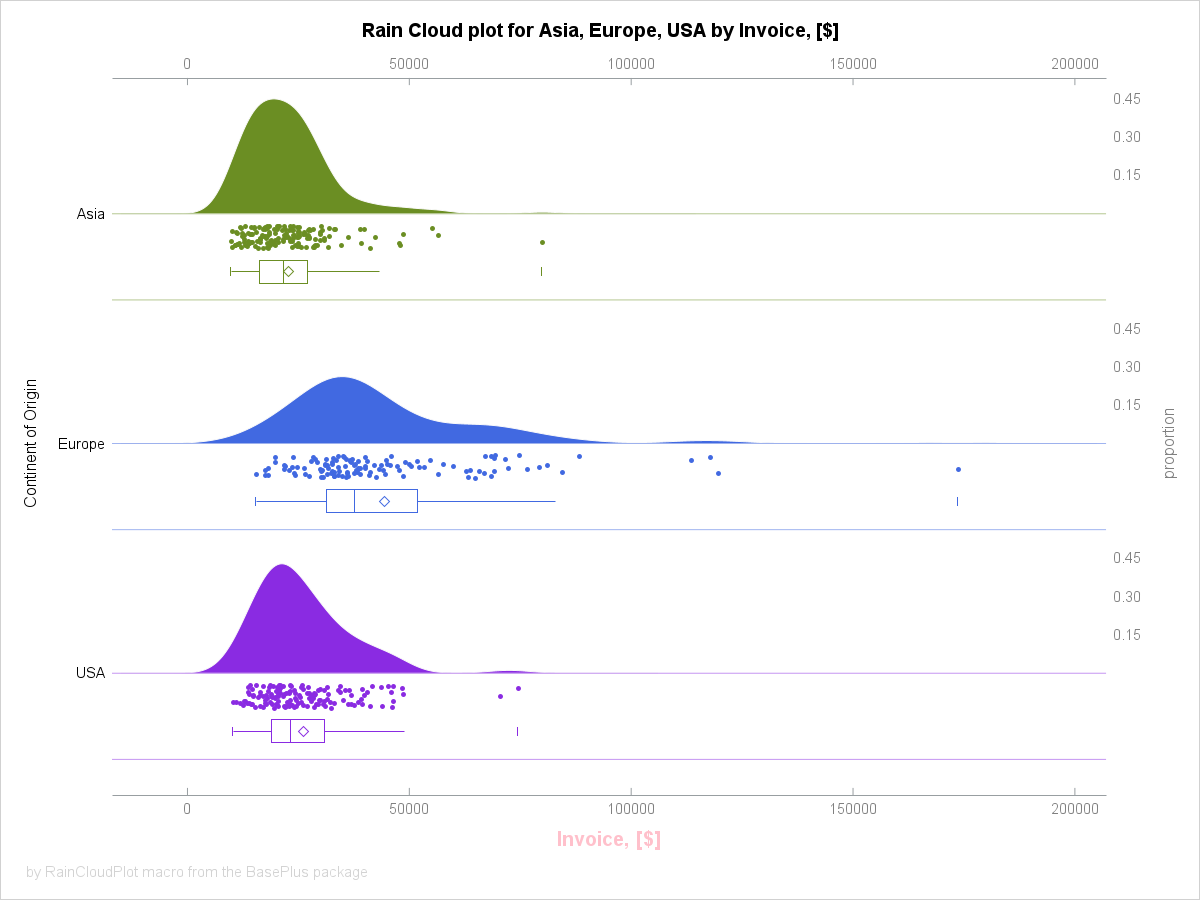 Rain Cloud plot for Asia, Europe, USA by Invoice, [$]
0 50000 100000 150000 200000
0.45
0.30
0.15
Asia
0.45
0.30
0.15
Europe
Continent of Origin
proportion
0.45
0.30
0.15
USA
0 50000 100000 150000 200000
Invoice, [$]
by RainCloudPlot macro from the BasePlus package